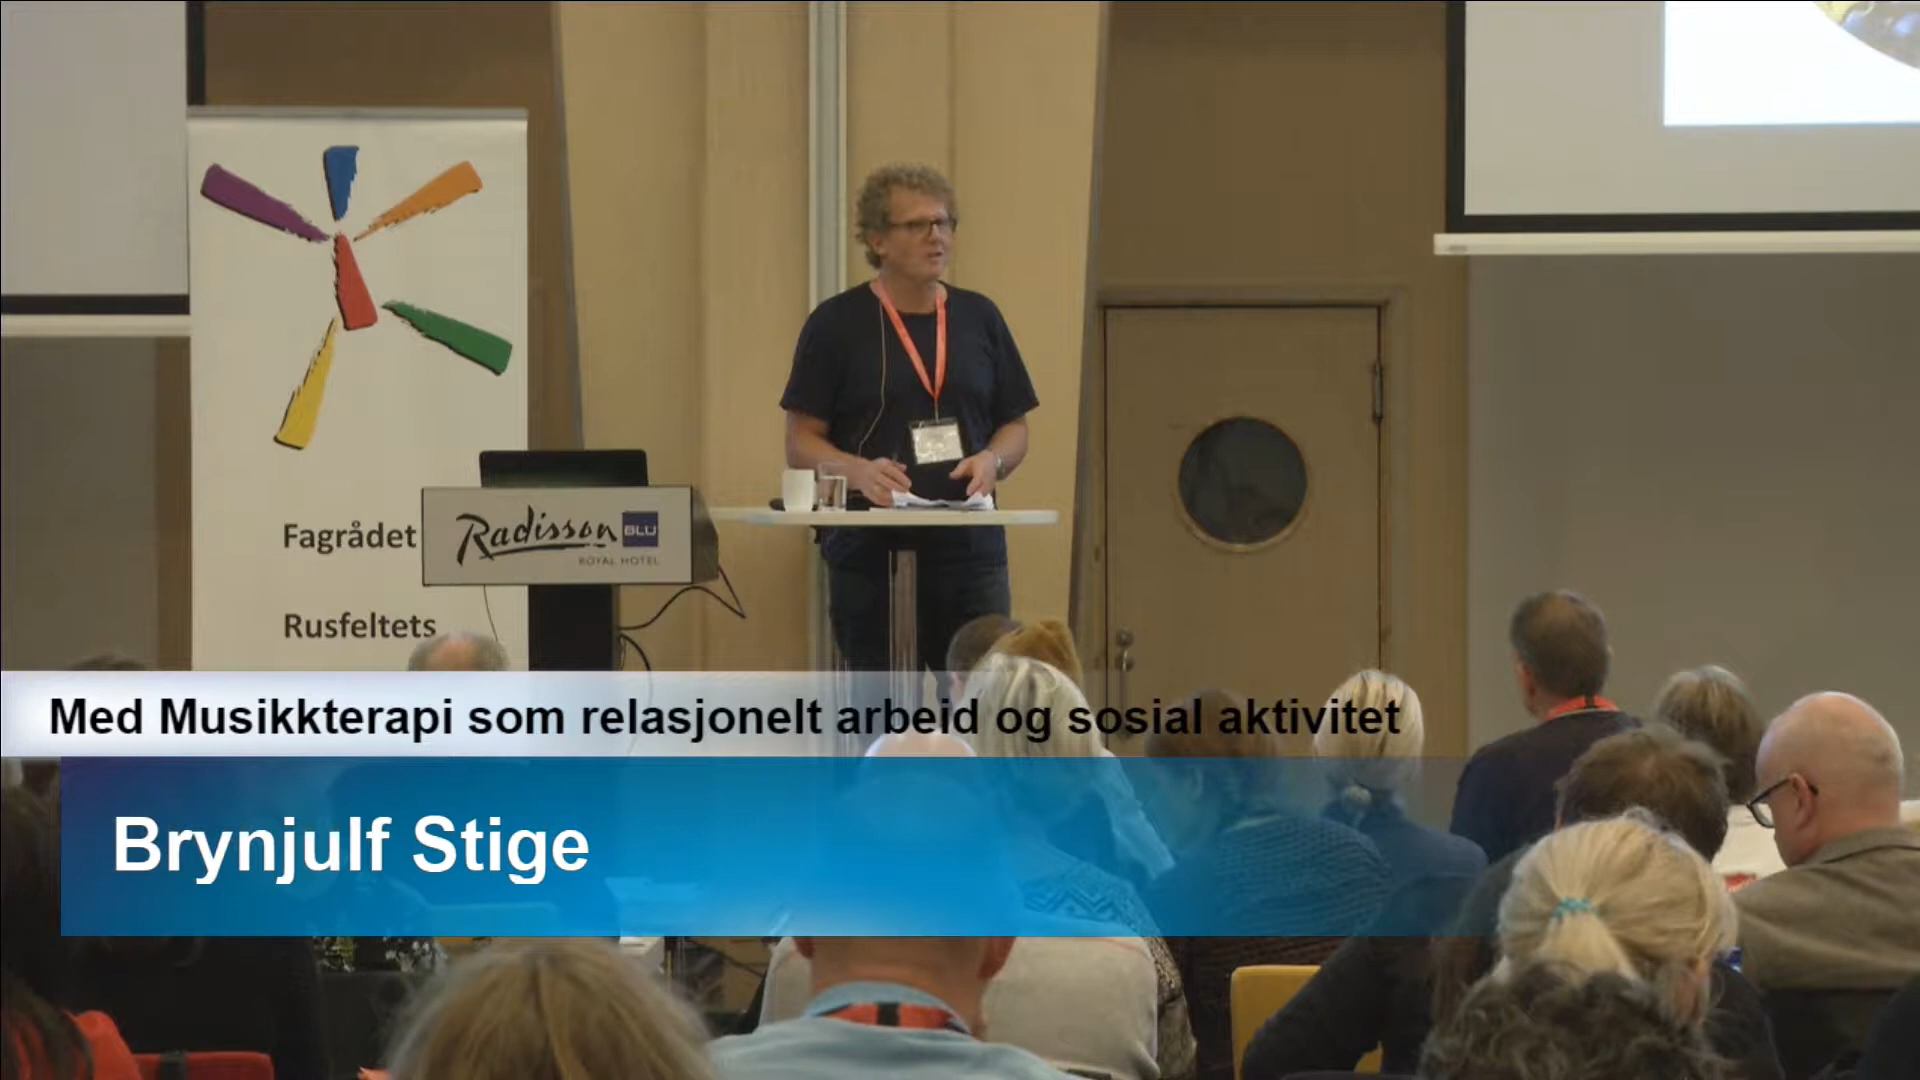 Fagrådet
Radisson BLU
ROYAL HOTEL
Rusfeltets
Med Musikkterapi som relasjonelt arbeid og sosial aktivitet
Brynjulf Stige